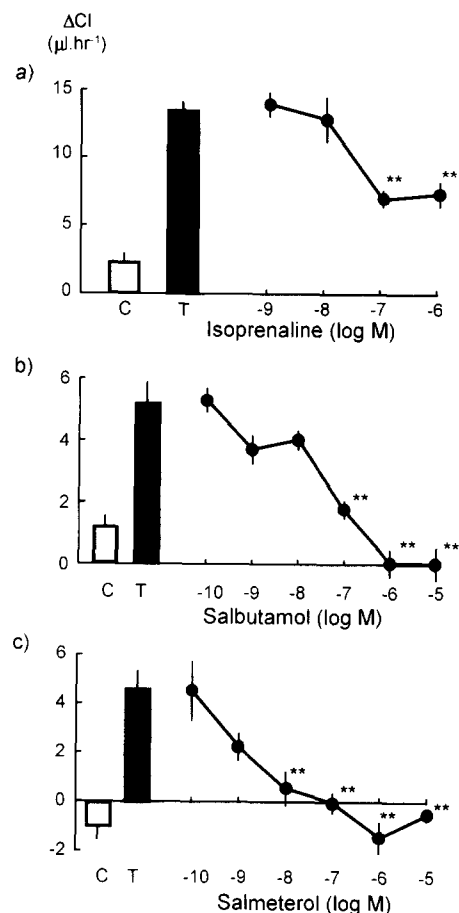 ΔCl
(μl.hr⁻¹)
a)
15
10
5
0
**
**
C T -9 -8 -7 -6
Isoprenaline (log M)
b)
6
4
2
0
**
**
**
C T -10 -9 -8 -7 -6 -5
Salbutamol (log M)
c)
6
4
2
0
-2
**
**
**
**
C T -10 -9 -8 -7 -6 -5
Salmeterol (log M)